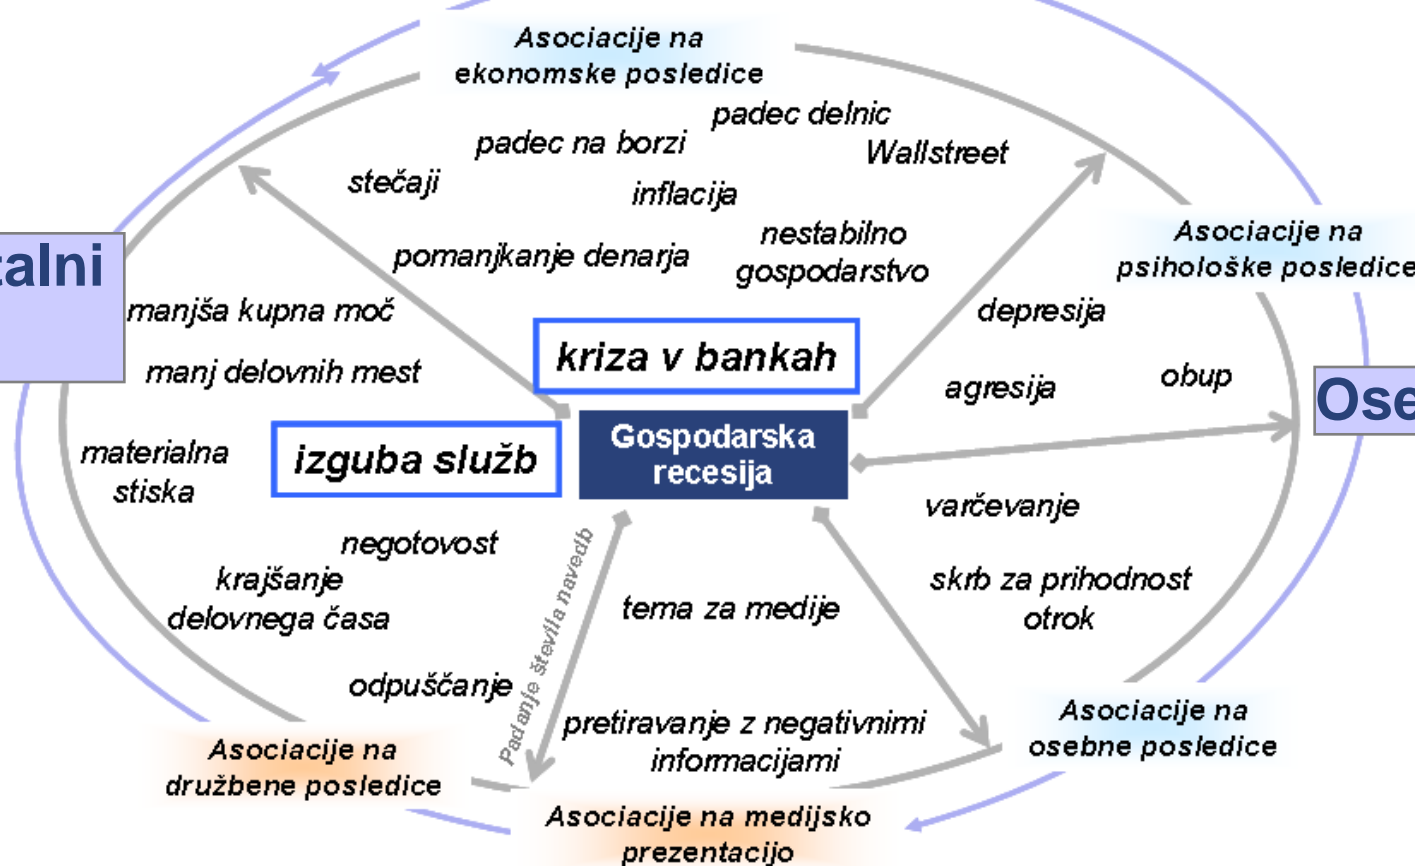 Asociacije na
ekonomske posledice
padec delnic
padec na borzi
Wallstreet
stečaji
inflacija
nestabilno
gospodarstvo
pomanjkanje denarja
Asociacije na
psihološke posledice
talni
manjša kupna moč
depresija
kriza v bankah
manj delovnih mest
agresija
obup
Ose
Gospodarska
recesija
izguba služb
materialna
stiska
varčevanje
negotovost
krajšanje
delovnega časa
Padanje števila navedb
tema za medije
skrb za prihodnost
otrok
odpuščanje
pretiravanje z negativnimi
informacijami
Asociacije na
osebne posledice
Asociacije na
družbene posledice
Asociacije na medijsko
prezentacijo